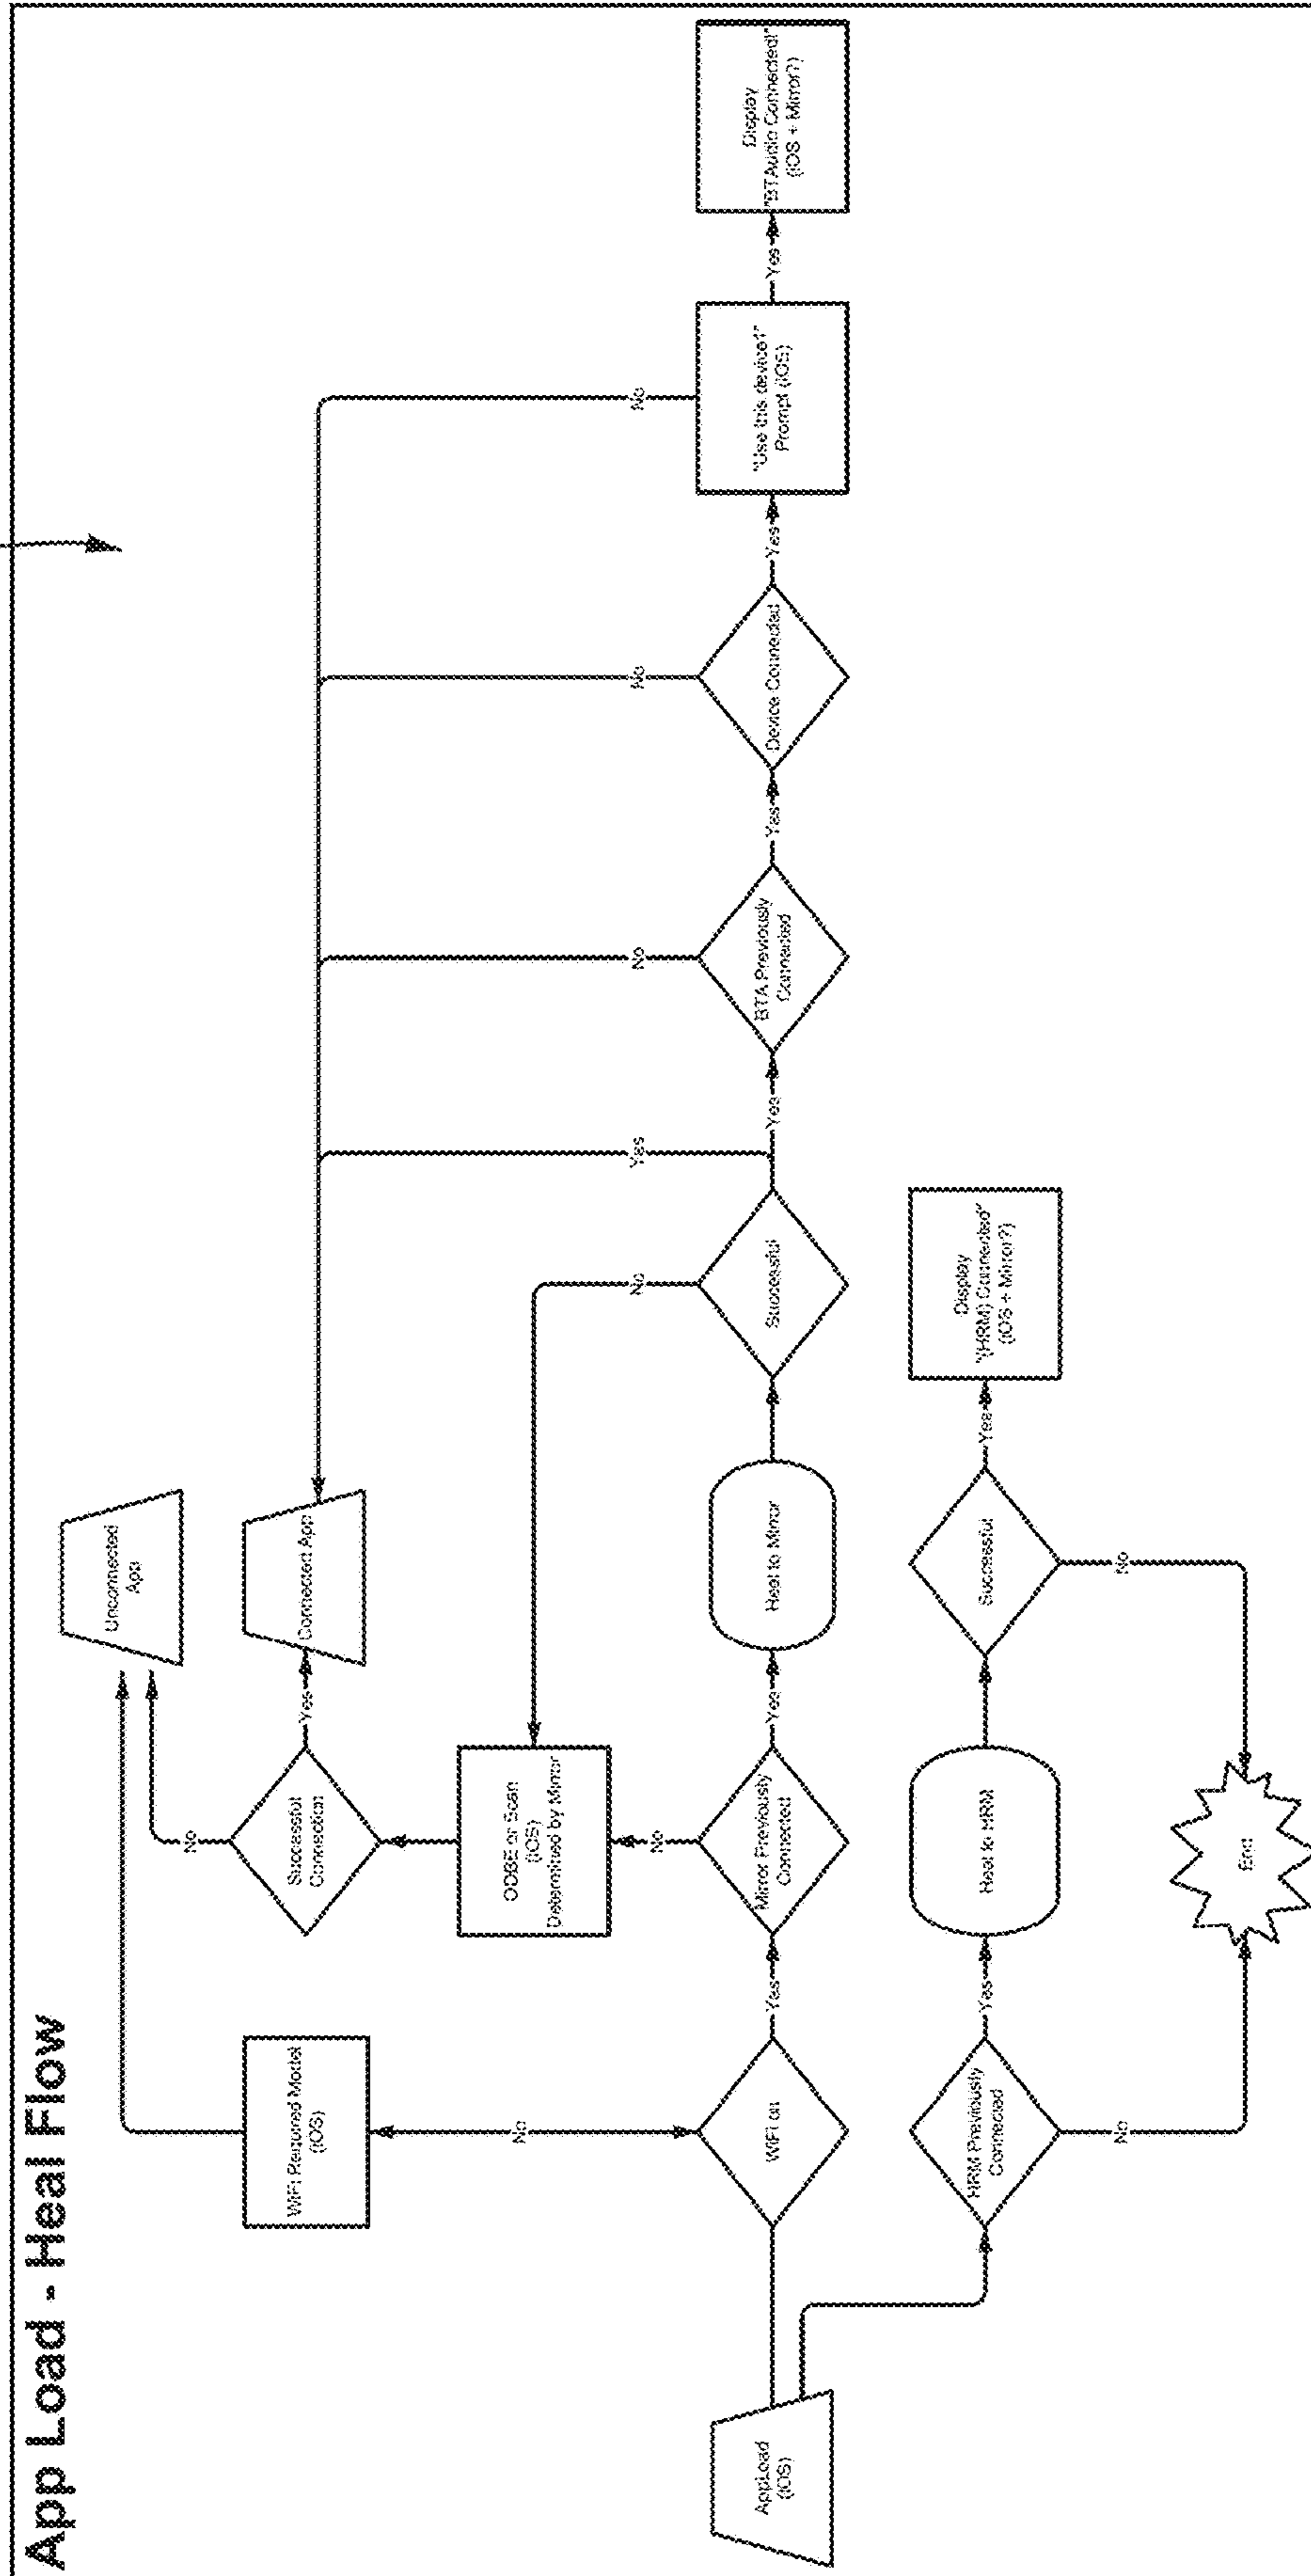 App Load - Heal Flow
Unconnected
App
WiFi Required Model
(iOS)
No
Successful
Connection
Yes
Connected App
No
ODBE or Scan
(iOS)
Determined by Mirror
No
No
Yes
No
No
No
AppLoad
(iOS)
WiFi on
Yes
Mirror Previously
Connected
Yes
Heal to Mirror
Successful
Yes
BTA Previously
Connected
Yes
Device Connected
Yes
"Use this device?"
Prompt (iOS)
Yes
Display
"BTAudio Connected!"
(iOS + Mirror?)
HRM Previously
Connected
Yes
Heal to HRM
Successful
Yes
Display
"(HRM) Connected"
(iOS + Mirror?)
No
No
End